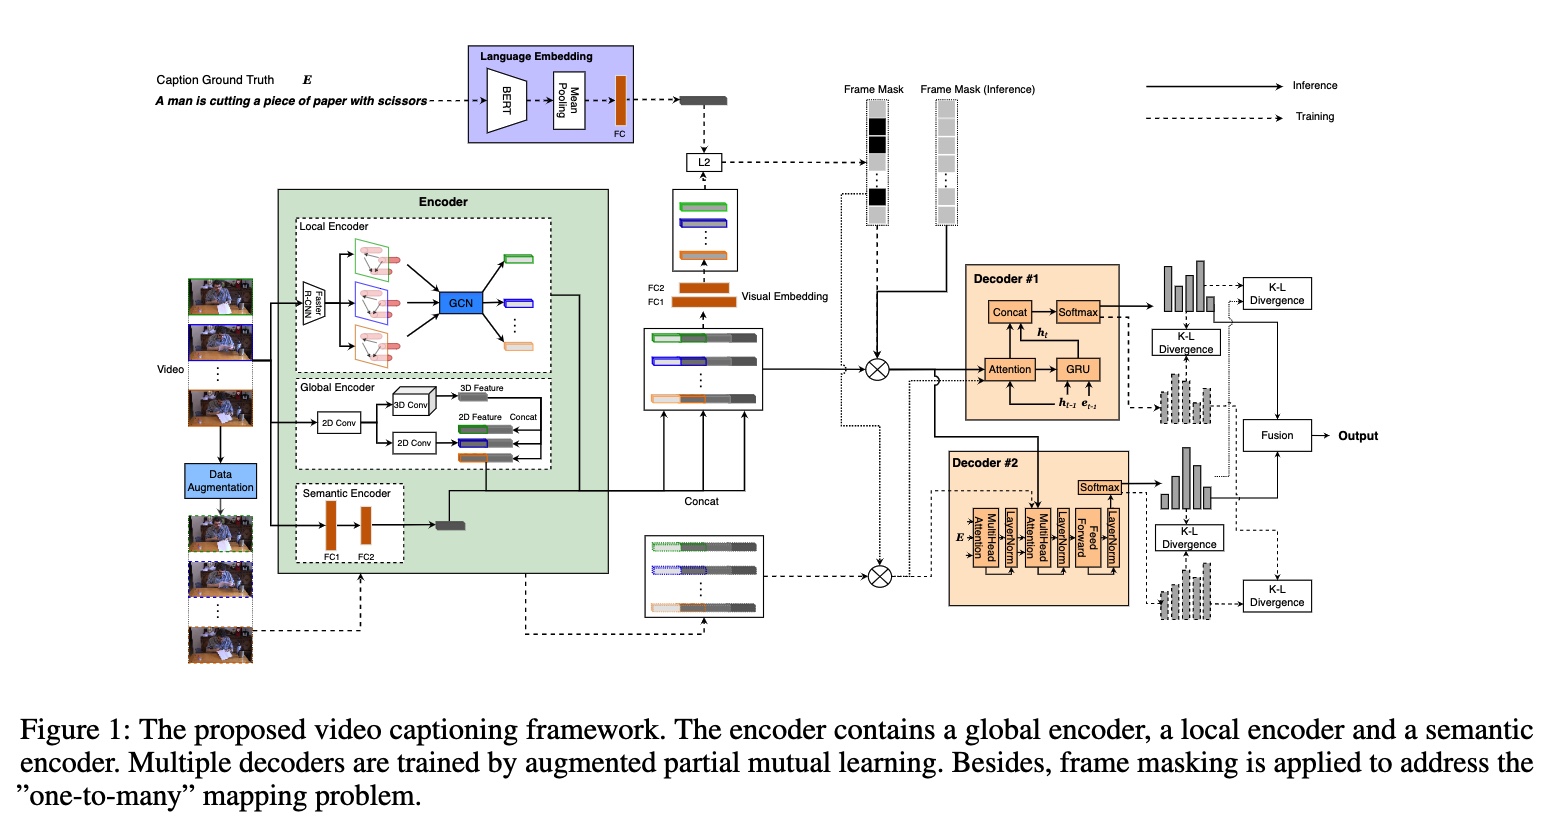 Language Embedding
Caption Ground Truth E
A man is cutting a piece of paper with scissors
BERT
Mean
Pooling
FC
L2
Frame Mask
Frame Mask (Inference)
Inference
Training
Encoder
Local Encoder
Faster
R-CNN
GCN
Video
Global Encoder
2D Conv
3D Conv
2D Conv
3D Feature
2D Feature
Concat
Semantic Encoder
FC1
FC2
Data
Augmentation
Concat
FC2
FC1
Visual Embedding
Decoder #1
Concat
Softmax
ht
Attention
GRU
ht-1 et-1
K-L
Divergence
K-L
Divergence
Fusion
Output
Decoder #2
Softmax
E
MultiHead
Attention
LayerNorm
MultiHead
Attention
LayerNorm
Feed
Forward
LayerNorm
K-L
Divergence
K-L
Divergence
Figure 1: The proposed video captioning framework. The encoder contains a global encoder, a local encoder and a semantic
encoder. Multiple decoders are trained by augmented partial mutual learning. Besides, frame masking is applied to address the
”one-to-many” mapping problem.